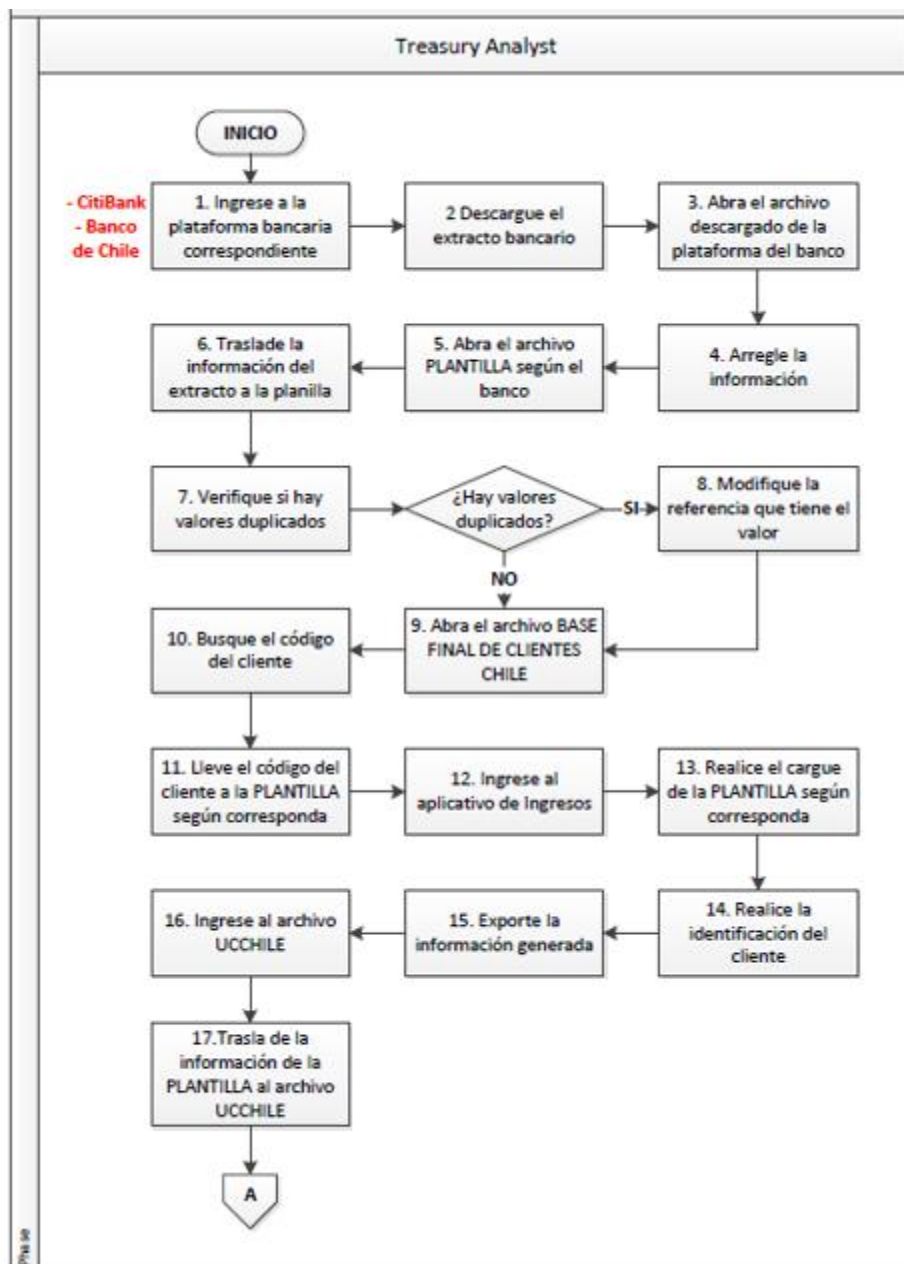 Treasury Analyst
INICIO
- CitiBank
- Banco
de Chile
1. Ingrese a la
plataforma bancaria
correspondiente
2 Descargue el
extracto bancario
3. Abra el archivo
descargado de la
plataforma del banco
4. Arregle la
información
5. Abra el archivo
PLANTILLA según el
banco
6. Traslade la
información del
extracto a la planilla
7. Verifique si hay
valores duplicados
¿Hay valores
duplicados?
SI
8. Modifique la
referencia que tiene el
valor
NO
9. Abra el archivo BASE
FINAL DE CLIENTES
CHILE
10. Busque el código
del cliente
11. Lleve el código del
cliente a la PLANTILLA
según corresponda
12. Ingrese al
aplicativo de Ingresos
13. Realice el cargue
de la PLANTILLA según
corresponda
14. Realice la
identificación del
cliente
15. Exporte la
información generada
16. Ingrese al archivo
UCCHILE
17.Trasla de la
información de la
PLANTILLA al archivo
UCCHILE
A
Phase